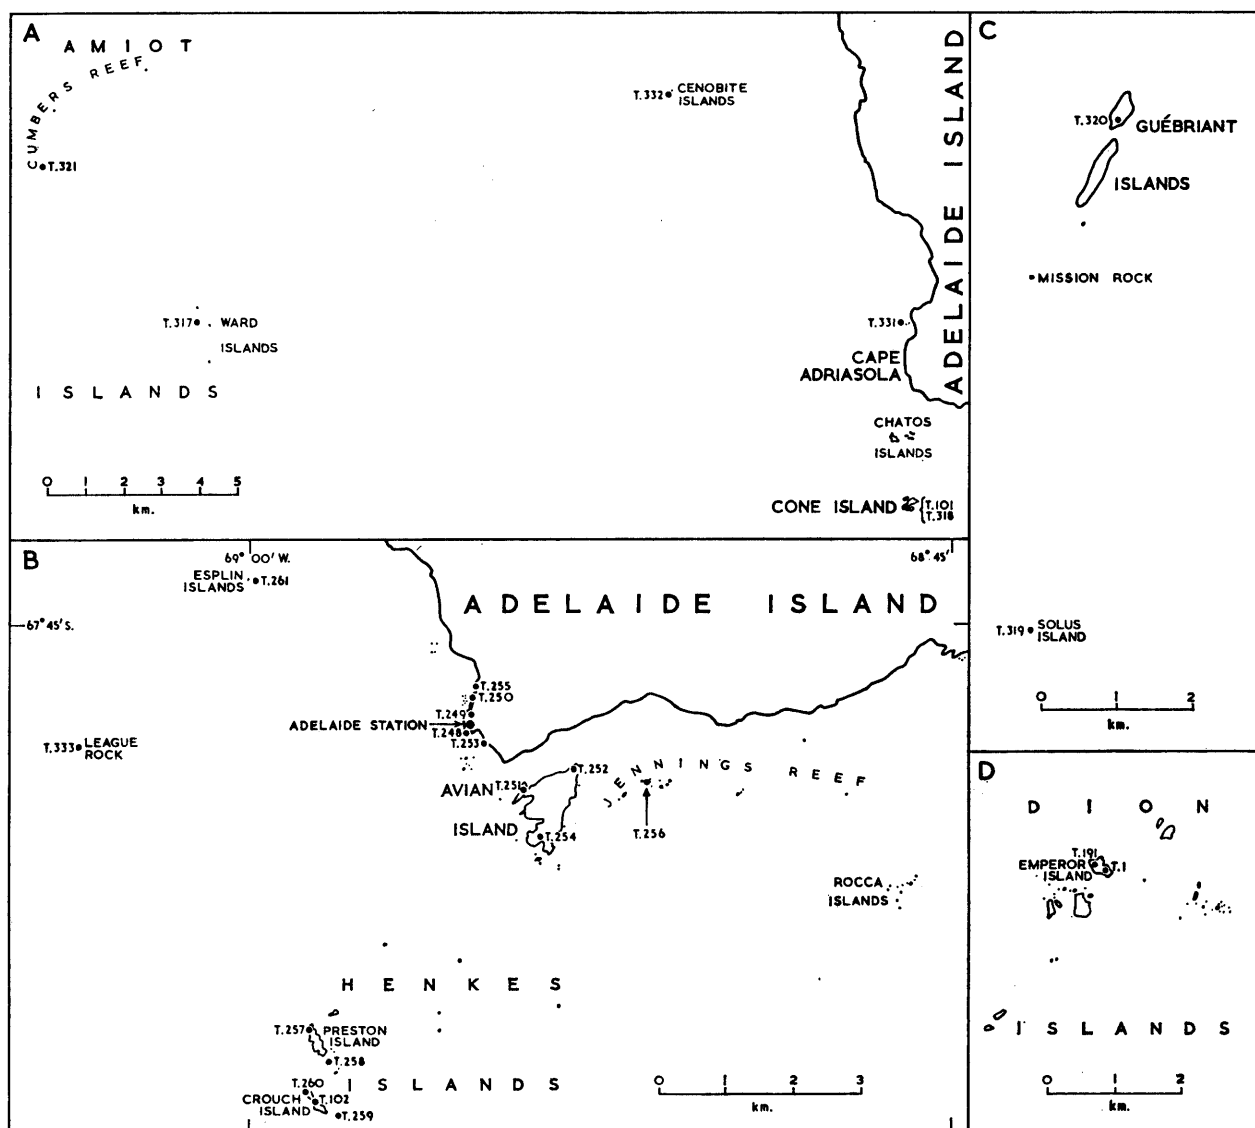 A
AMIOT
CUMBERS REEF
T.321
T.332 CENOBITE
ISLANDS
ADELAIDE ISLAND
T.317 WARD
ISLANDS
ISLANDS
T.331
CAPE
ADRIASOLA
CHATOS
ISLANDS
CONE ISLAND { T.101
T.318
0 1 2 3 4 5
km.
B
69° 00' W.
68° 45'
ESPLIN
ISLANDS T.261
67° 45' S.
ADELAIDE ISLAND
T.255
T.250
T.249
ADELAIDE STATION
T.248
T.253
T.333 LEAGUE
ROCK
T.252
AVIAN T.251
ISLAND
T.254
JENNINGS REEF
T.256
ROCCA
ISLANDS
HENKES
T.257 PRESTON
ISLAND
T.258
ISLANDS
T.260
CROUCH T.102
ISLAND
T.259
0 1 2 3
km.
C
T.320 GUÉBRIANT
ISLANDS
MISSION ROCK
T.319 SOLUS
ISLAND
0 1 2
km.
D
DION
T.191
EMPEROR T.1
ISLAND
ISLANDS
0 1 2
km.